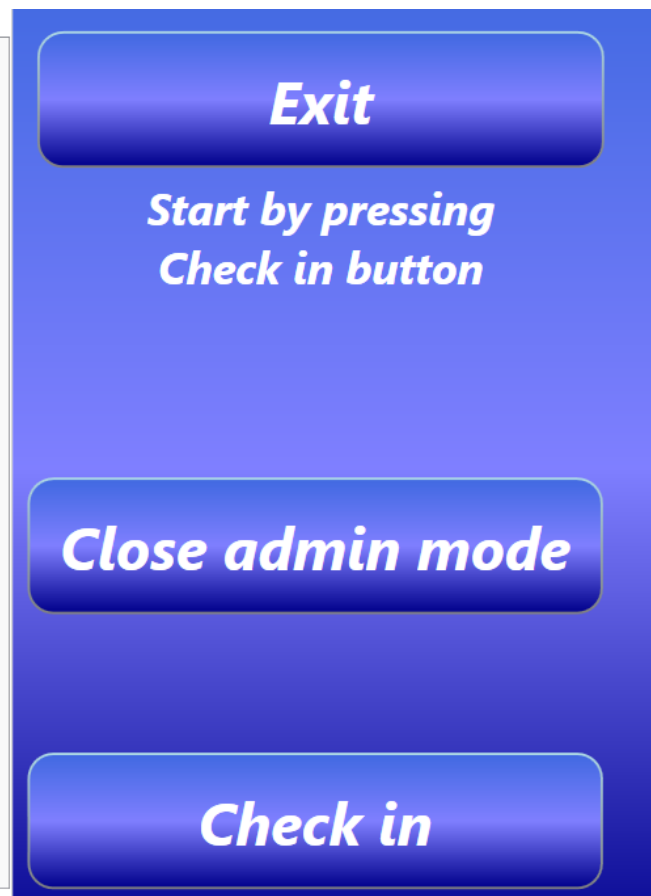 Exit
Start by pressing
Check in button
Close admin mode
Check in